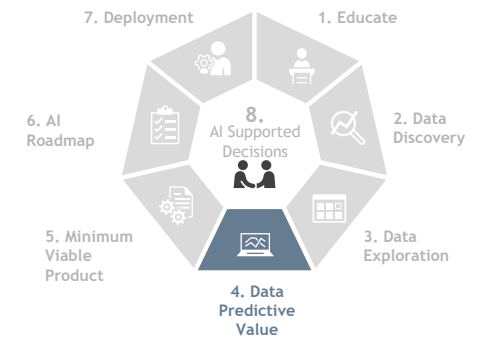 7. Deployment
1. Educate
6. AI
Roadmap
8.
AI Supported
Decisions
2. Data
Discovery
5. Minimum
Viable
Product
3. Data
Exploration
4. Data
Predictive
Value